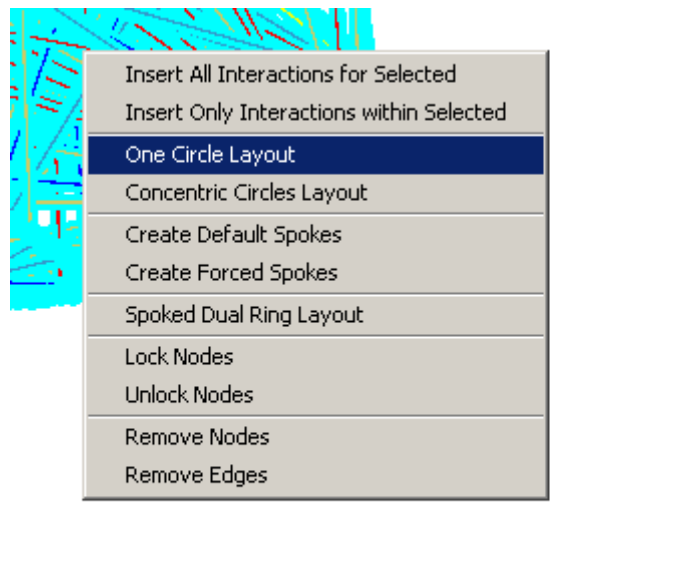 Insert All Interactions for Selected
Insert Only Interactions within Selected
One Circle Layout
Concentric Circles Layout
Create Default Spokes
Create Forced Spokes
Spoked Dual Ring Layout
Lock Nodes
Unlock Nodes
Remove Nodes
Remove Edges